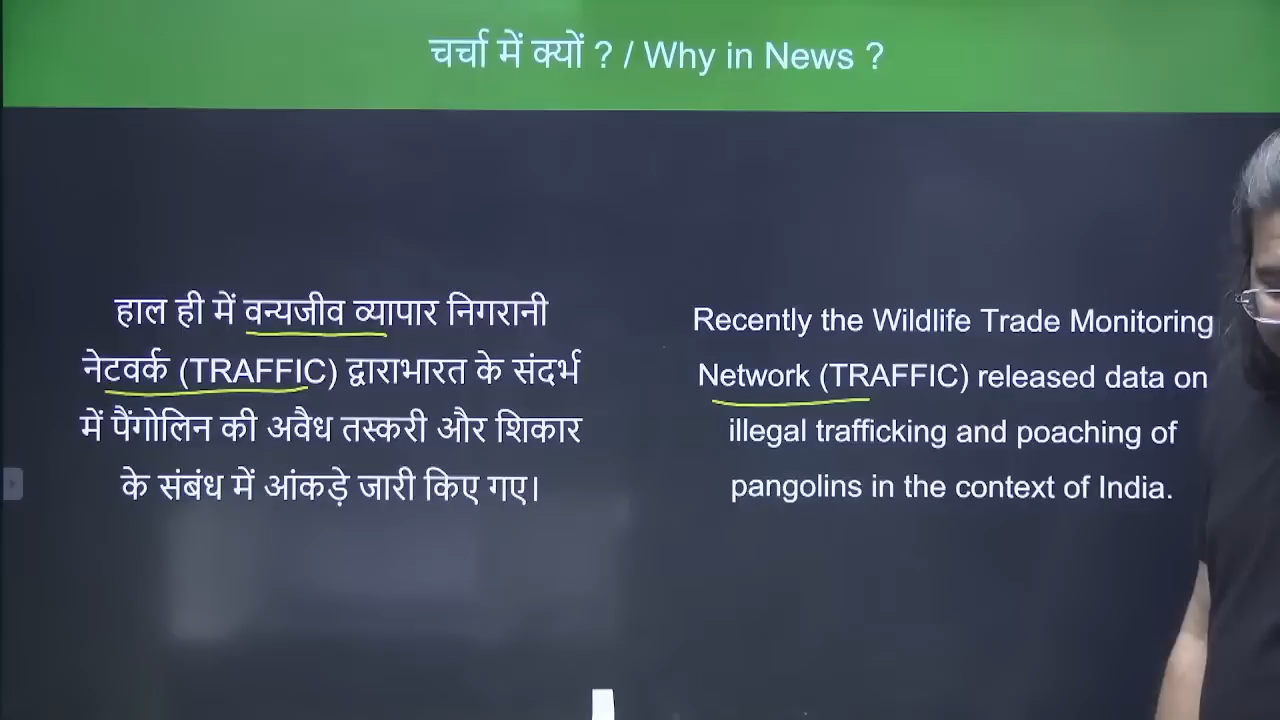 चर्चा में क्यों ? / Why in News ?
हाल ही में वन्यजीव व्यापार निगरानी
नेटवर्क (TRAFFIC) द्वाराभारत के संदर्भ
में पैंगोलिन की अवैध तस्करी और शिकार
के संबंध में आंकड़े जारी किए गए।
Recently the Wildlife Trade Monitoring
Network (TRAFFIC) released data on
illegal trafficking and poaching of
pangolins in the context of India.